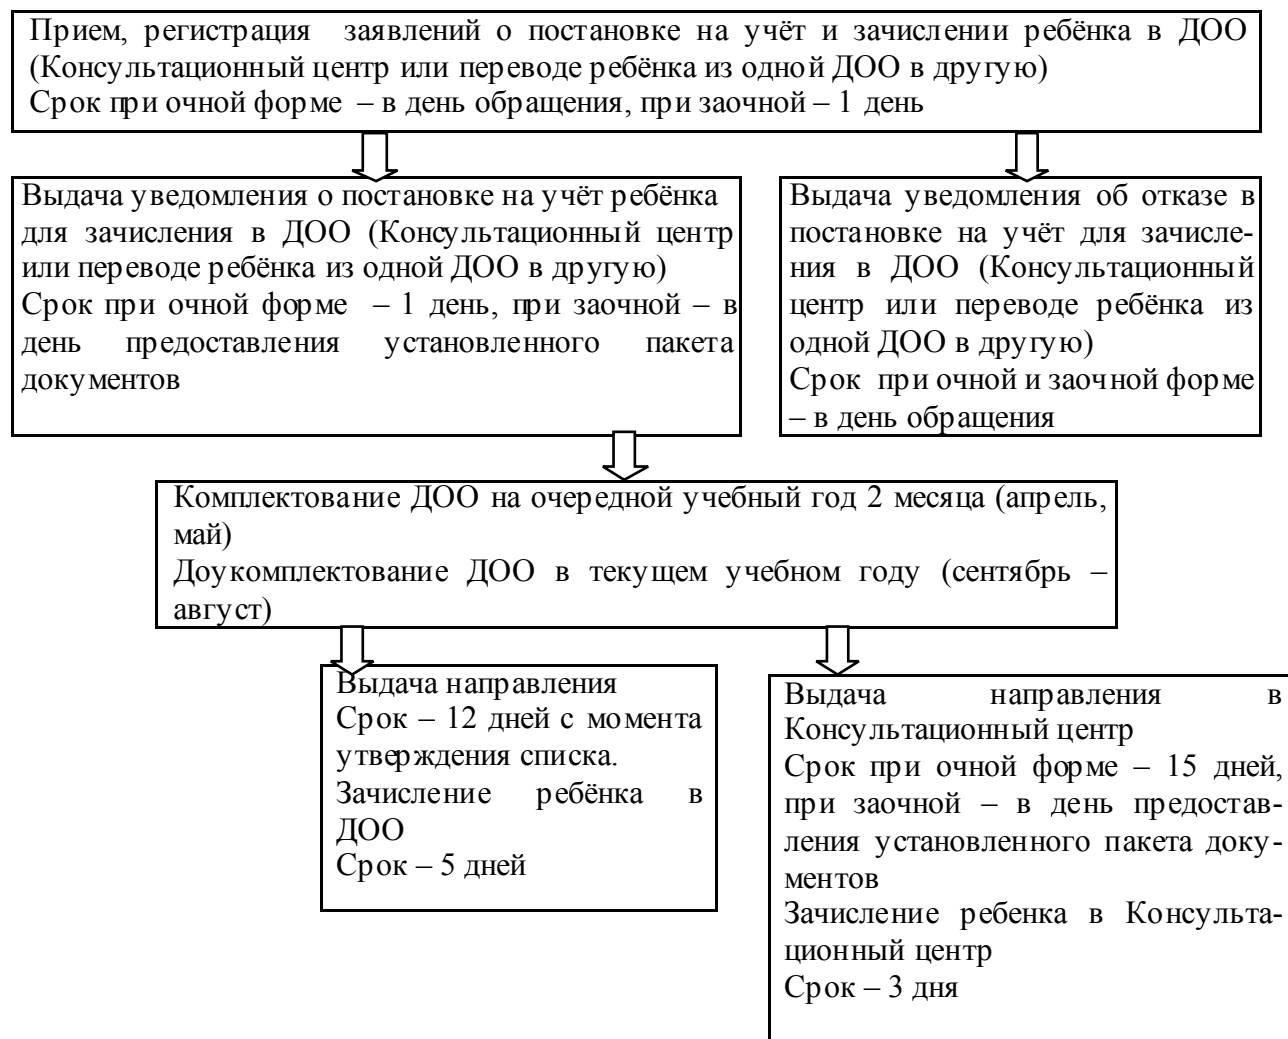 Прием, регистрация заявлений о постановке на учёт и зачислении ребёнка в ДОО
(Консультационный центр или переводе ребёнка из одной ДОО в другую)
Срок при очной форме – в день обращения, при заочной – 1 день
Выдача уведомления о постановке на учёт ребёнка
для зачисления в ДОО (Консультационный центр
или переводе ребёнка из одной ДОО в другую)
Срок при очной форме – 1 день, при заочной – в
день предоставления установленного пакета
документов
Выдача уведомления об отказе в
постановке на учёт для зачисле-
ния в ДОО (Консультационный
центр или переводе ребёнка из
одной ДОО в другую)
Срок при очной и заочной форме
– в день обращения
Комплектование ДОО на очередной учебный год 2 месяца (апрель,
май)
Доукомплектование ДОО в текущем учебном году (сентябрь –
август)
Выдача направления
Срок – 12 дней с момента
утверждения списка.
Зачисление ребёнка в
ДОО
Срок – 5 дней
Выдача направления в
Консультационный центр
Срок при очной форме – 15 дней,
при заочной – в день предостав-
ления установленного пакета доку-
ментов
Зачисление ребенка в Консульта-
ционный центр
Срок – 3 дня